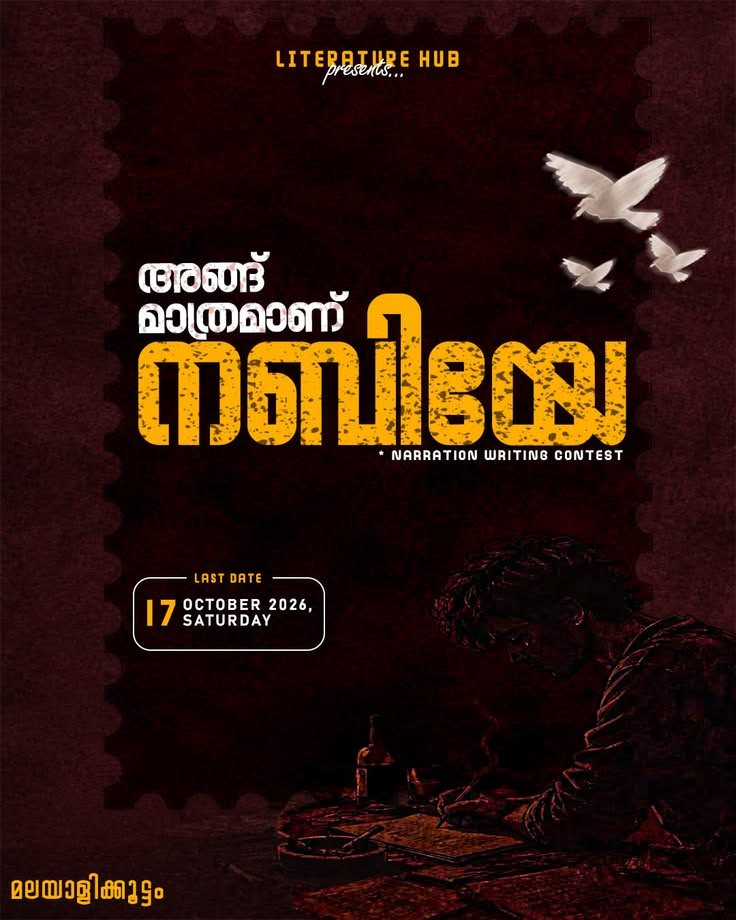 LITERATURE HUB
presents...
അങ്ങ്
മാത്രമാണ്
നബിയേ
* NARRATION WRITING CONTEST
LAST DATE
17 OCTOBER 2026,
SATURDAY
മലയാളിക്കൂട്ടം